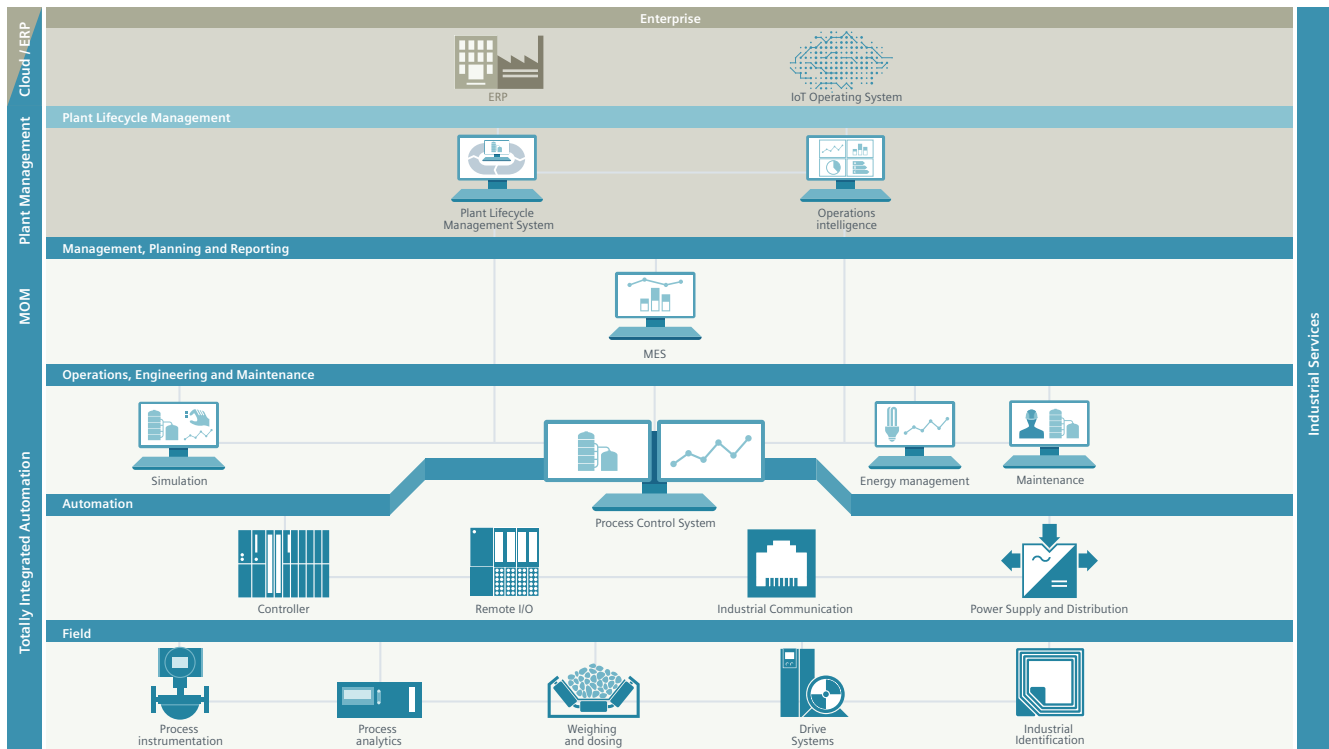 Enterprise
Cloud / ERP
ERP
IoT Operating System
Plant Lifecycle Management
Plant Management
Plant Lifecycle
Management System
Operations
intelligence
Management, Planning and Reporting
MOM
MES
Operations, Engineering and Maintenance
Simulation
Process Control System
Energy management
Maintenance
Industrial Services
Automation
Totally Integrated Automation
Controller
Remote I/O
Industrial Communication
Power Supply and Distribution
Field
Process
instrumentation
Process
analytics
Weighing
and dosing
Drive
Systems
Industrial
Identification